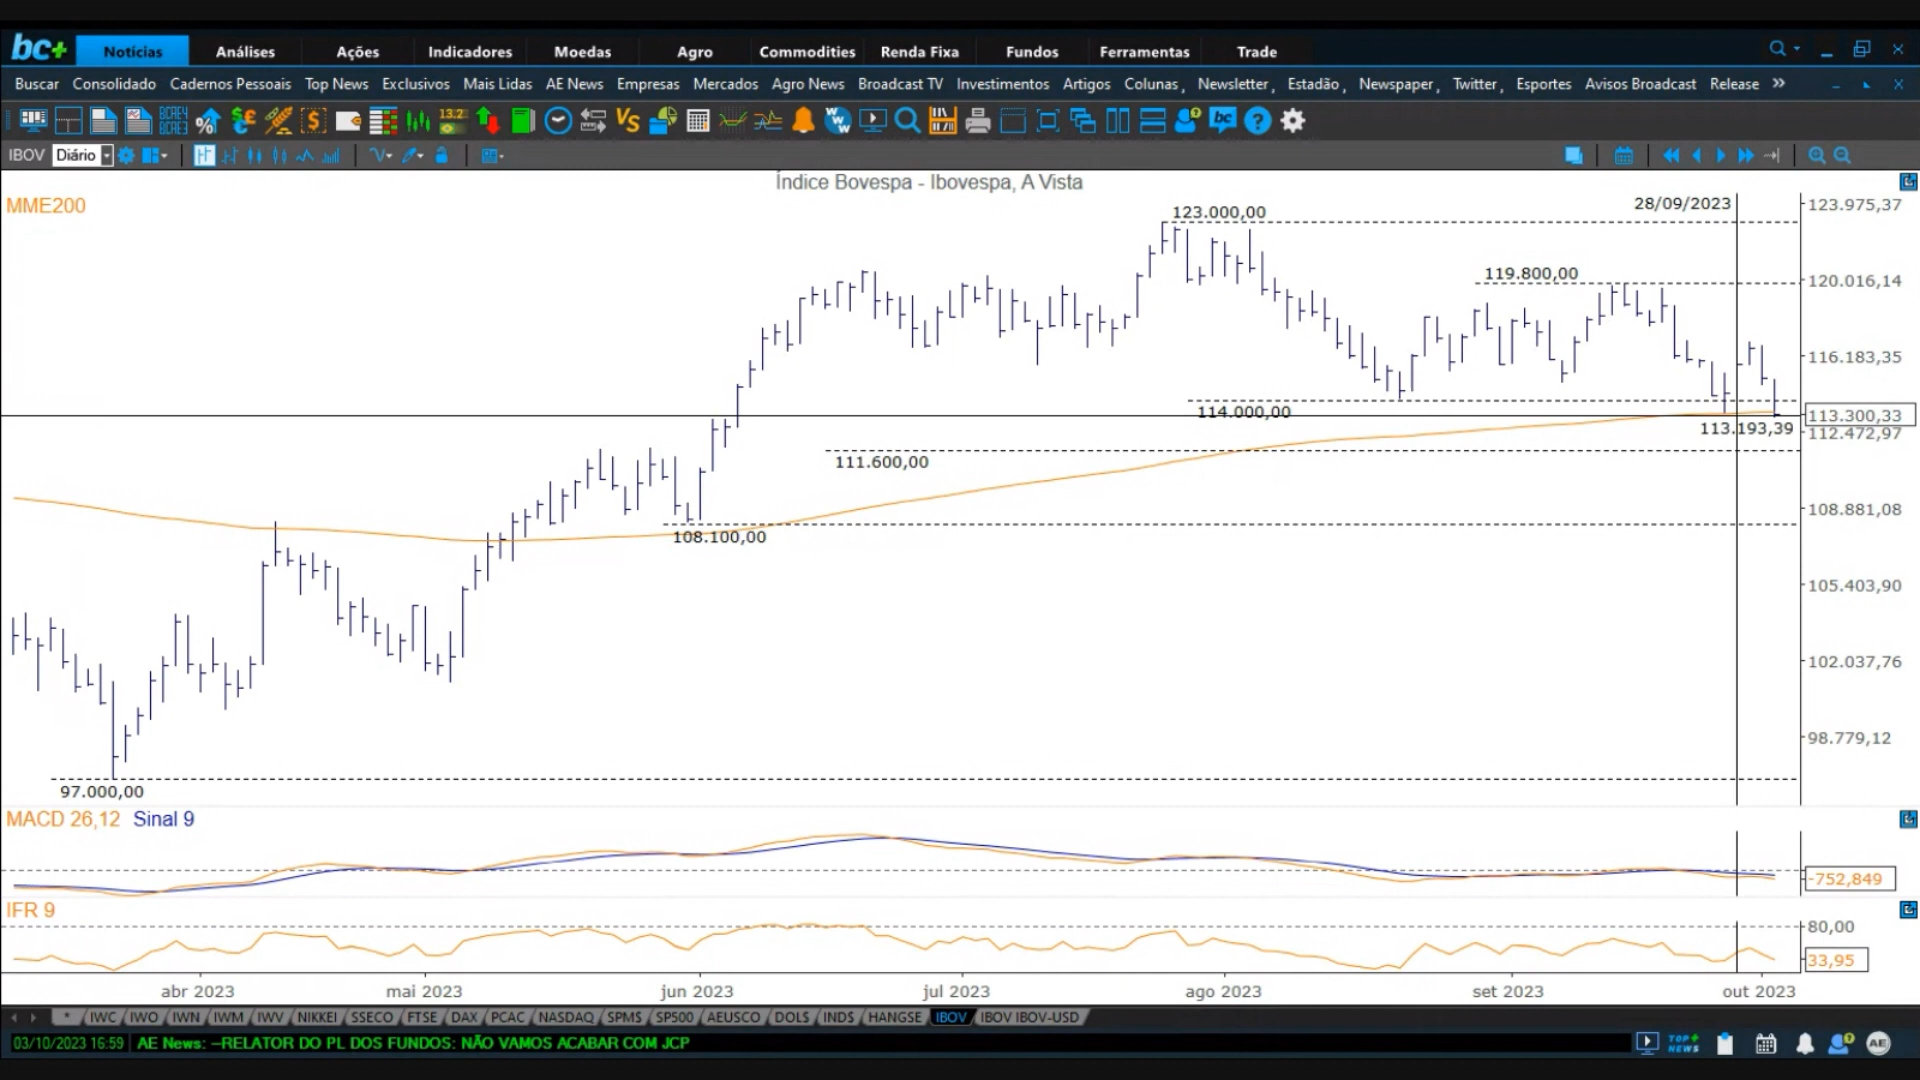 bc+ Notícias Análises Ações Indicadores Moedas Agro Commodities Renda Fixa Fundos Ferramentas Trade
Buscar Consolidado Cadernos Pessoais Top News Exclusivos Mais Lidas AE News Empresas Mercados Agro News Broadcast TV Investimentos Artigos Colunas, Newsletter, Estadão, Newspaper, Twitter, Esportes Avisos Broadcast Release »
IBOV Diário
Índice Bovespa - Ibovespa, A Vista
MME200
28/09/2023
123.975,37
123.000,00
119.800,00
120.016,14
116.183,35
114.000,00
113.300,33
113.193,39
112.472,97
111.600,00
108.881,08
108.100,00
105.403,90
102.037,76
98.779,12
97.000,00
MACD 26,12 Sinal 9
-752,849
IFR 9
80,00
33,95
abr 2023 mai 2023 jun 2023 jul 2023 ago 2023 set 2023 out 2023
* IWC IWO IWN IWM IWV NIKKEI SSECO FTSE DAX PCAC NASDAQ SPM$ SP500 AEUSCO DOL$ IND$ HANGSE IBOV IBOV IBOV-USD
03/10/2023 16:59 AE News: –RELATOR DO PL DOS FUNDOS: NÃO VAMOS ACABAR COM JCP
TOP+ NEWS AE